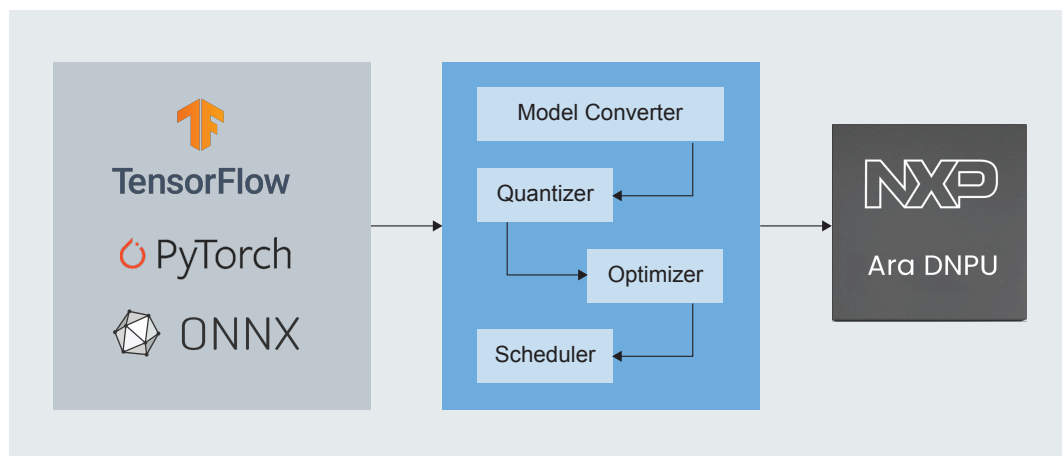 TensorFlow
PyTorch
ONNX
Model Converter
Quantizer
Optimizer
Scheduler
NXP
Ara DNPU